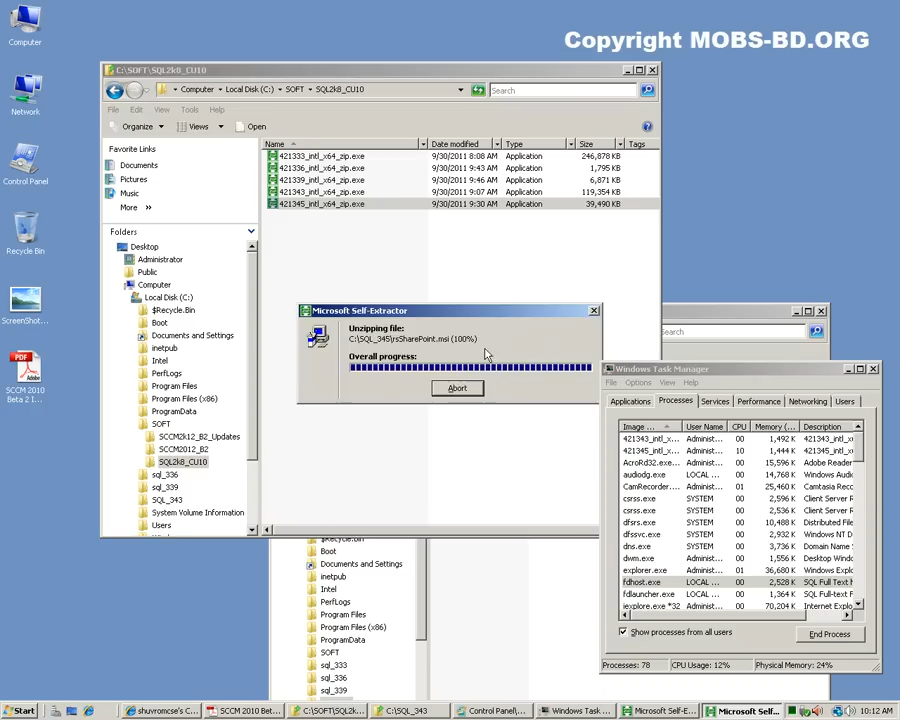 Copyright MOBS-BD.ORG
Computer
Network
Control Panel
Recycle Bin
ScreenShot...
SCCM 2010
Beta 2 I...
C:\SOFT\SQL2k8_CU10
Computer Local Disk (C:) SOFT SQL2k8_CU10 Search
File Edit View Tools Help
Organize Views Open
Favorite Links
Documents
Pictures
Music
More »
Name Date modified Type Size Tags
421333_intl_x64_zip.exe 9/30/2011 8:08 AM Application 246,878 KB
421336_intl_x64_zip.exe 9/30/2011 9:43 AM Application 1,795 KB
421339_intl_x64_zip.exe 9/30/2011 9:46 AM Application 6,871 KB
421343_intl_x64_zip.exe 9/30/2011 9:07 AM Application 119,354 KB
421345_intl_x64_zip.exe 9/30/2011 9:30 AM Application 39,490 KB
Folders
Desktop
Administrator
Public
Computer
Local Disk (C:)
$Recycle.Bin
Boot
Documents and Settings
inetpub
Intel
PerfLogs
Program Files
Program Files (x86)
ProgramData
SOFT
SCCM2k12_B2_Updates
SCCM2012_B2
SQL2k8_CU10
sql_336
sql_339
SQL_343
System Volume Information
Users
Microsoft Self-Extractor
Unzipping file:
C:\SQL_345\rsSharePoint.msi (100%)
Overall progress:
Abort
Search
$Recycle.Bin
Boot
Documents and Settings
inetpub
Intel
PerfLogs
Program Files
Program Files (x86)
ProgramData
SOFT
sql_333
sql_336
sql_339
Windows Task Manager
File Options View Help
Applications Processes Services Performance Networking Users
Image ... User Name CPU Memory (... Description
421343_intl_x... Administ... 00 1,492 K 421343_intl_x
421345_intl_x... Administ... 10 1,444 K 421345_intl_x
AcroRd32.exe... Administ... 00 15,596 K Adobe Reader
audiodg.exe LOCAL ... 00 14,768 K Windows Audi
CamRecorder... Administ... 01 25,460 K Camtasia Reco
csrss.exe SYSTEM 00 2,596 K Client Server R
csrss.exe SYSTEM 00 2,536 K Client Server R
dfsrs.exe SYSTEM 00 10,488 K Distributed Fil
dfssvc.exe SYSTEM 00 2,932 K Windows NT D
dns.exe SYSTEM 00 3,736 K Domain Name
dwm.exe Administ... 00 1,556 K Desktop Windo
explorer.exe Administ... 01 36,680 K Windows Explo
fdhost.exe LOCAL ... 00 2,528 K SQL Full Text
fdlauncher.exe LOCAL ... 00 1,364 K SQL Full-text F
iexplore.exe *32 Administ... 00 70,204 K Internet Explo
Show processes from all users
End Process
Processes: 78 CPU Usage: 12% Physical Memory: 24%
Start shuvromcse's C... SCCM 2010 Bet... C:\SOFT\SQL2k... C:\SQL_343 Control Panel\... Windows Task ... Microsoft Self-E... Microsoft Self... 10:12 AM